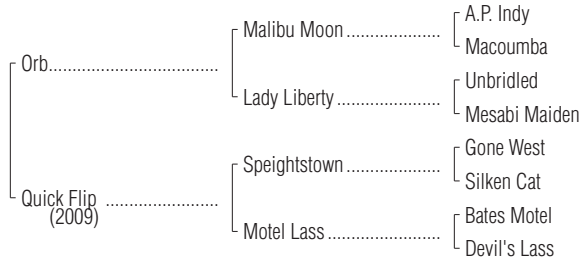 A.P. Indy
Malibu Moon ....................
Macoumba
Orb....................................
Unbridled
Lady Liberty ......................
Mesabi Maiden
Gone West
Speightstown ....................
Silken Cat
Quick Flip ........................
(2009)
Bates Motel
Motel Lass ........................
Devil's Lass